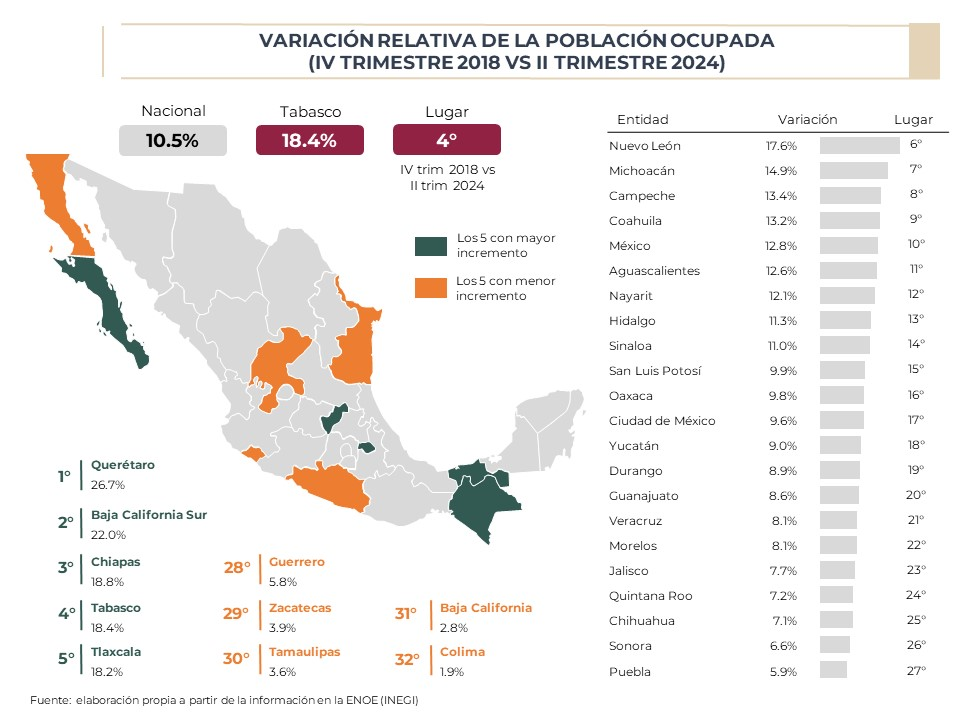 VARIACIÓN RELATIVA DE LA POBLACIÓN OCUPADA
(IV TRIMESTRE 2018 VS II TRIMESTRE 2024)
Nacional
10.5%
Tabasco
18.4%
Lugar
4°
IV trim 2018 vs
II trim 2024
Los 5 con mayor
incremento
Los 5 con menor
incremento
1°
Querétaro
26.7%
2°
Baja California Sur
22.0%
3°
Chiapas
18.8%
4°
Tabasco
18.4%
5°
Tlaxcala
18.2%
28°
Guerrero
5.8%
29°
Zacatecas
3.9%
30°
Tamaulipas
3.6%
31°
Baja California
2.8%
32°
Colima
1.9%
Entidad Variación Lugar
Nuevo León 17.6% 6°
Michoacán 14.9% 7°
Campeche 13.4% 8°
Coahuila 13.2% 9°
México 12.8% 10°
Aguascalientes 12.6% 11°
Nayarit 12.1% 12°
Hidalgo 11.3% 13°
Sinaloa 11.0% 14°
San Luis Potosí 9.9% 15°
Oaxaca 9.8% 16°
Ciudad de México 9.6% 17°
Yucatán 9.0% 18°
Durango 8.9% 19°
Guanajuato 8.6% 20°
Veracruz 8.1% 21°
Morelos 8.1% 22°
Jalisco 7.7% 23°
Quintana Roo 7.2% 24°
Chihuahua 7.1% 25°
Sonora 6.6% 26°
Puebla 5.9% 27°
Fuente: elaboración propia a partir de la información en la ENOE (INEGI)